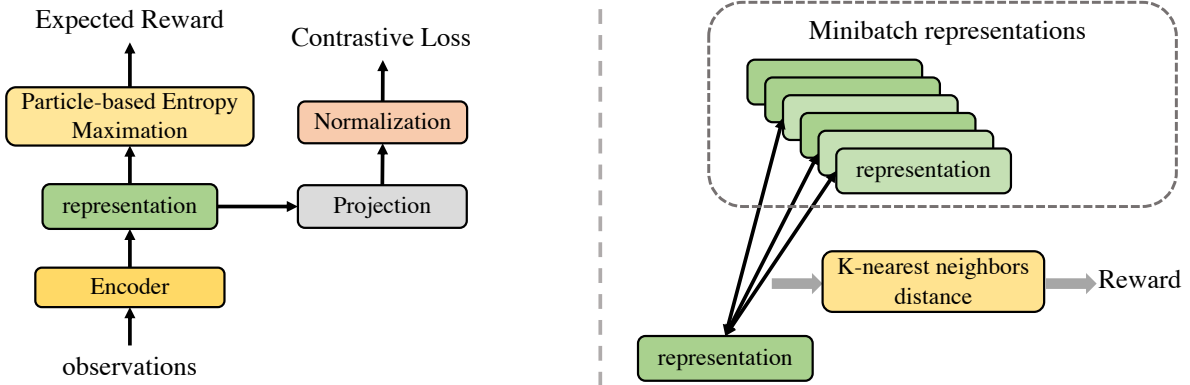 Expected Reward
Contrastive Loss
Particle-based Entropy
Maximation
Normalization
representation
Projection
Encoder
observations
Minibatch representations
representation
K-nearest neighbors
distance
Reward
representation